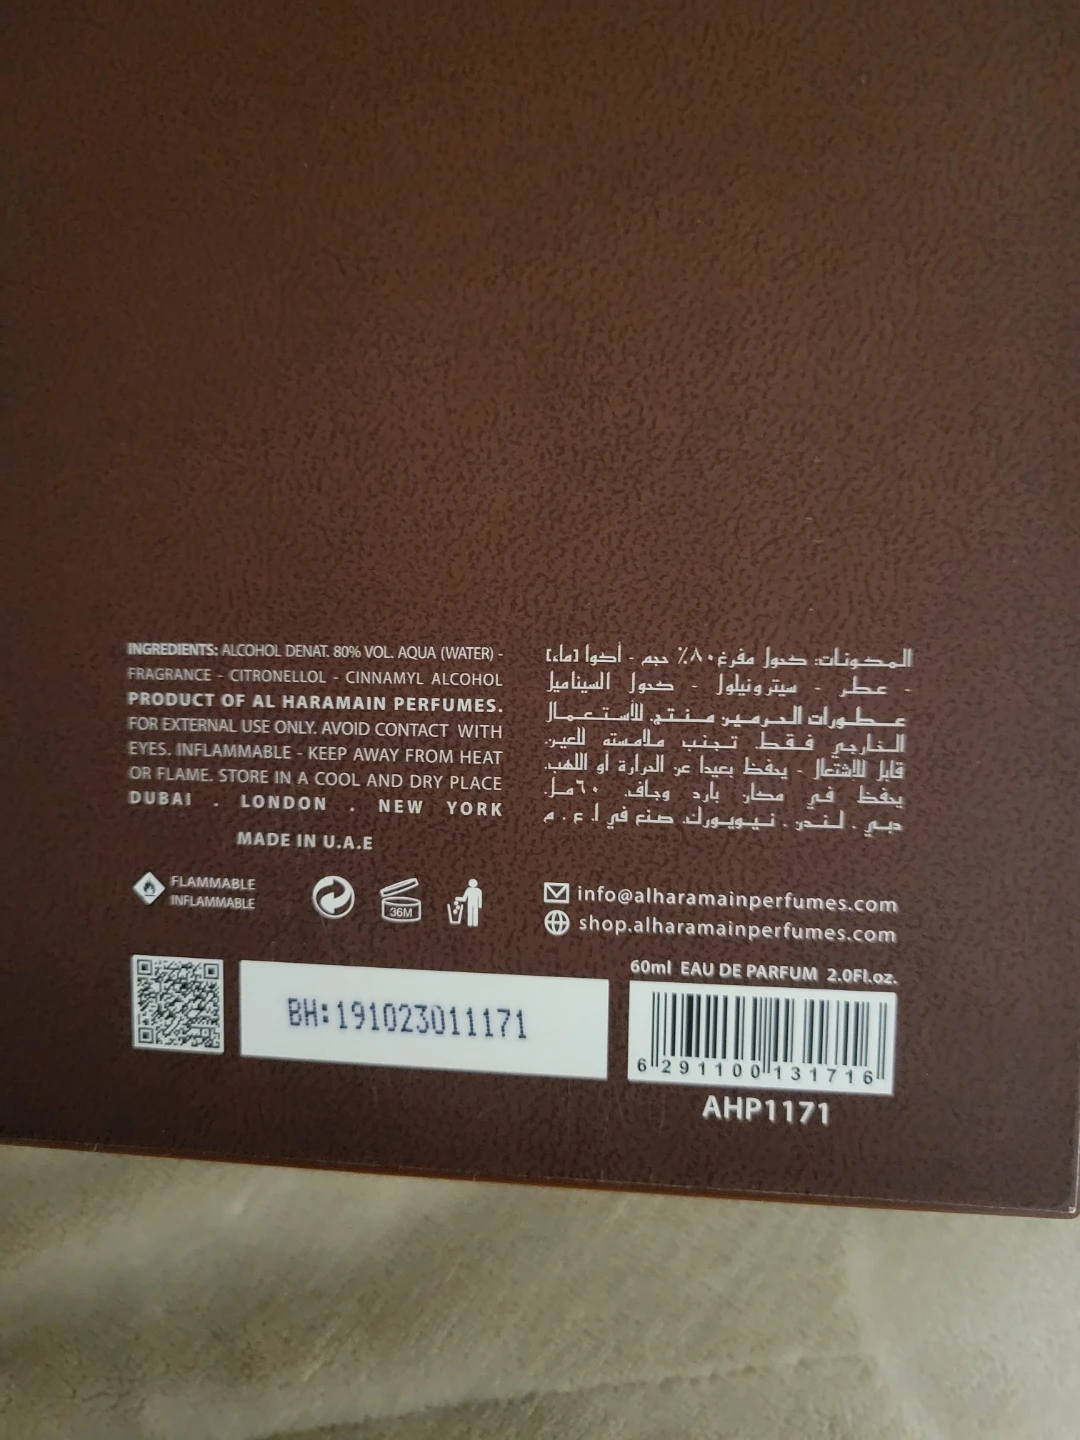 INGREDIENTS: ALCOHOL DENAT. 80% VOL. AQUA (WATER) -
FRAGRANCE - CITRONELLOL - CINNAMYL ALCOHOL
PRODUCT OF AL HARAMAIN PERFUMES.
FOR EXTERNAL USE ONLY. AVOID CONTACT WITH
EYES. INFLAMMABLE - KEEP AWAY FROM HEAT
OR FLAME. STORE IN A COOL AND DRY PLACE
DUBAI . LONDON . NEW YORK
MADE IN U.A.E
المكونات: كحول مفرغ ٨٠٪ حجم - أكوا (ماء)
- عطر - سيترونيلول - كحول السيناميل
عطورات الحرمين منتج. للأستعمال
الخارجي فقط. تجنب ملامسته للعين.
قابل للاشتعال - يحفظ بعيدا عن الحرارة أو اللهب.
يحفظ في مكان بارد وجاف. ٦٠مل.
دبي . لندن . نيويورك. صنع في ا . ع . م
FLAMMABLE
INFLAMMABLE
36M
info@alharamainperfumes.com
shop.alharamainperfumes.com
BH:191023011171
60ml EAU DE PARFUM 2.0Fl.oz.
6 291100 131716
AHP1171